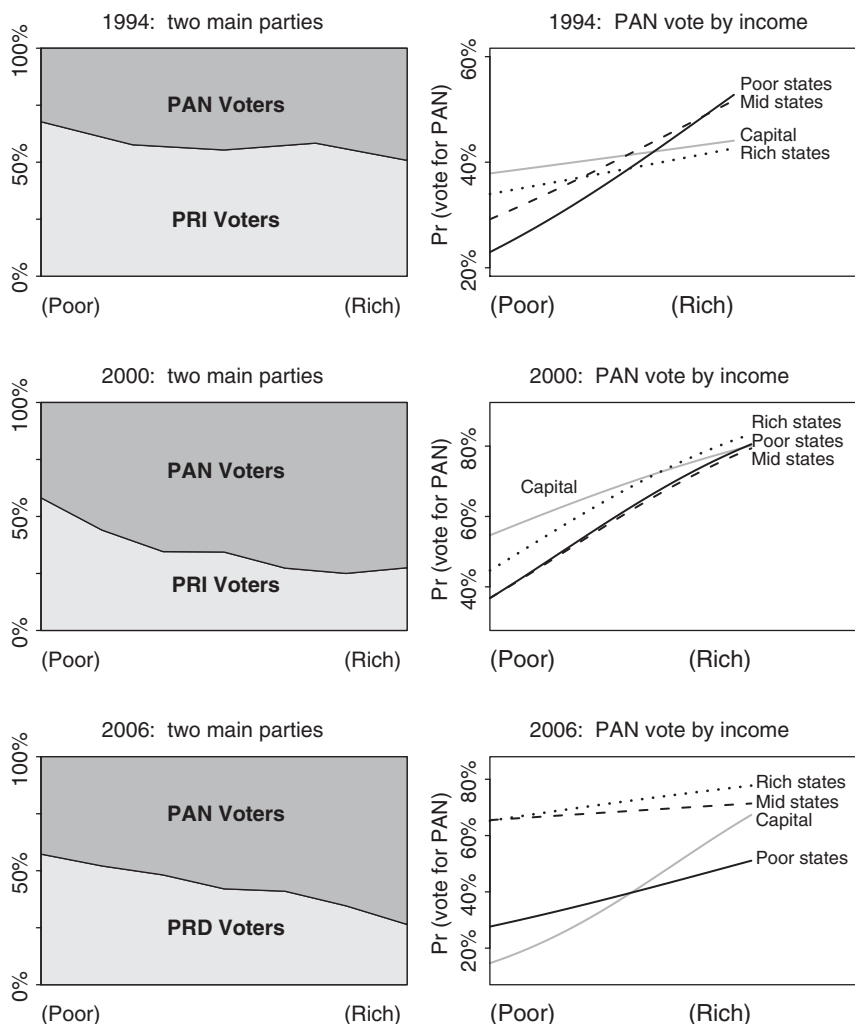 1994: two main parties
100%
50%
0%
PAN Voters
PRI Voters
(Poor) (Rich)
1994: PAN vote by income
Pr (vote for PAN)
60%
40%
20%
Poor states
Mid states
Capital
Rich states
(Poor) (Rich)
2000: two main parties
100%
50%
0%
PAN Voters
PRI Voters
(Poor) (Rich)
2000: PAN vote by income
Pr (vote for PAN)
80%
60%
40%
Rich states
Poor states
Mid states
Capital
(Poor) (Rich)
2006: two main parties
100%
50%
0%
PAN Voters
PRD Voters
(Poor) (Rich)
2006: PAN vote by income
Pr (vote for PAN)
80%
60%
40%
20%
Rich states
Mid states
Capital
Poor states
(Poor) (Rich)